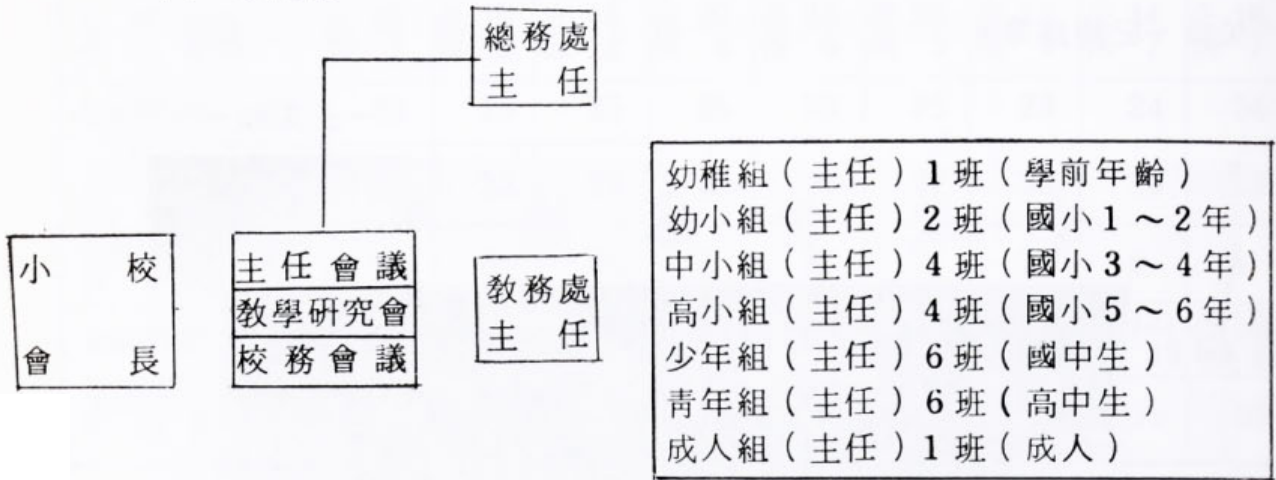 總務處
主任
小校
會長
主任會議
教學研究會
校務會議
教務處
主任
幼稚組(主任)1班(學前年齡)
幼小組(主任)2班(國小1~2年)
中小組(主任)4班(國小3~4年)
高小組(主任)4班(國小5~6年)
少年組(主任)6班(國中生)
青年組(主任)6班(高中生)
成人組(主任)1班(成人)